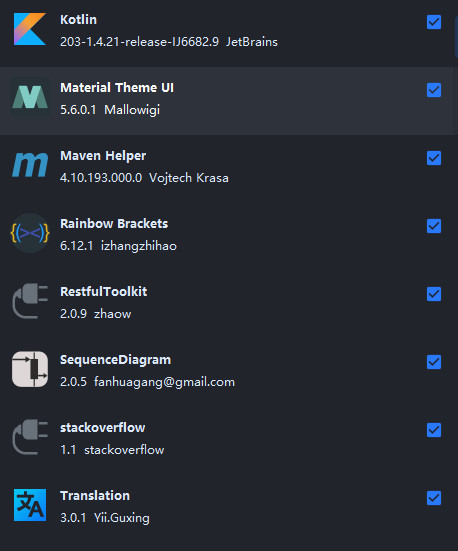 Kotlin
203-1.4.21-release-IJ6682.9 JetBrains
Material Theme UI
5.6.0.1 Mallowigi
Maven Helper
4.10.193.000.0 Vojtech Krasa
Rainbow Brackets
6.12.1 izhangzhihao
RestfulToolkit
2.0.9 zhaow
SequenceDiagram
2.0.5 fanhuagang@gmail.com
stackoverflow
1.1 stackoverflow
Translation
3.0.1 Yii.Guxing